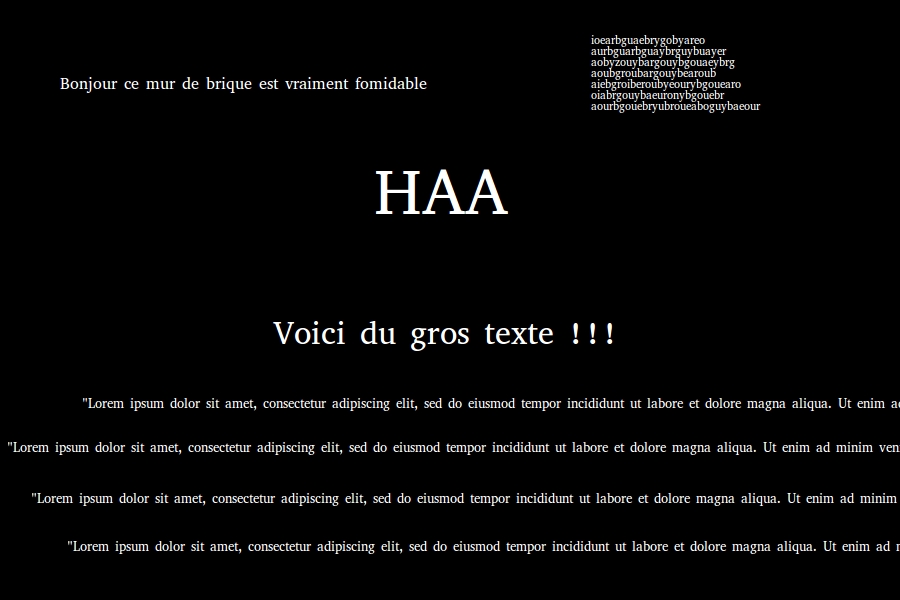 Bonjour ce mur de brique est vraiment fomidable
ioearbguaebrygobyareo
aurbguarbguaybrguybuayer
aobyzouybargouybgouaeybrg
aoubgroubargouybearoub
aiebgroiberoubyeourybgouearo
oiabrgouybaeuronybgouebr
aourbgouebryubroueaboguybaeour
HAA
Voici du gros texte !!!
"Lorem ipsum dolor sit amet, consectetur adipiscing elit, sed do eiusmod tempor incididunt ut labore et dolore magna aliqua. Ut enim
"Lorem ipsum dolor sit amet, consectetur adipiscing elit, sed do eiusmod tempor incididunt ut labore et dolore magna aliqua. Ut enim ad minim
"Lorem ipsum dolor sit amet, consectetur adipiscing elit, sed do eiusmod tempor incididunt ut labore et dolore magna aliqua. Ut enim ad minim
"Lorem ipsum dolor sit amet, consectetur adipiscing elit, sed do eiusmod tempor incididunt ut labore et dolore magna aliqua. Ut enim ad